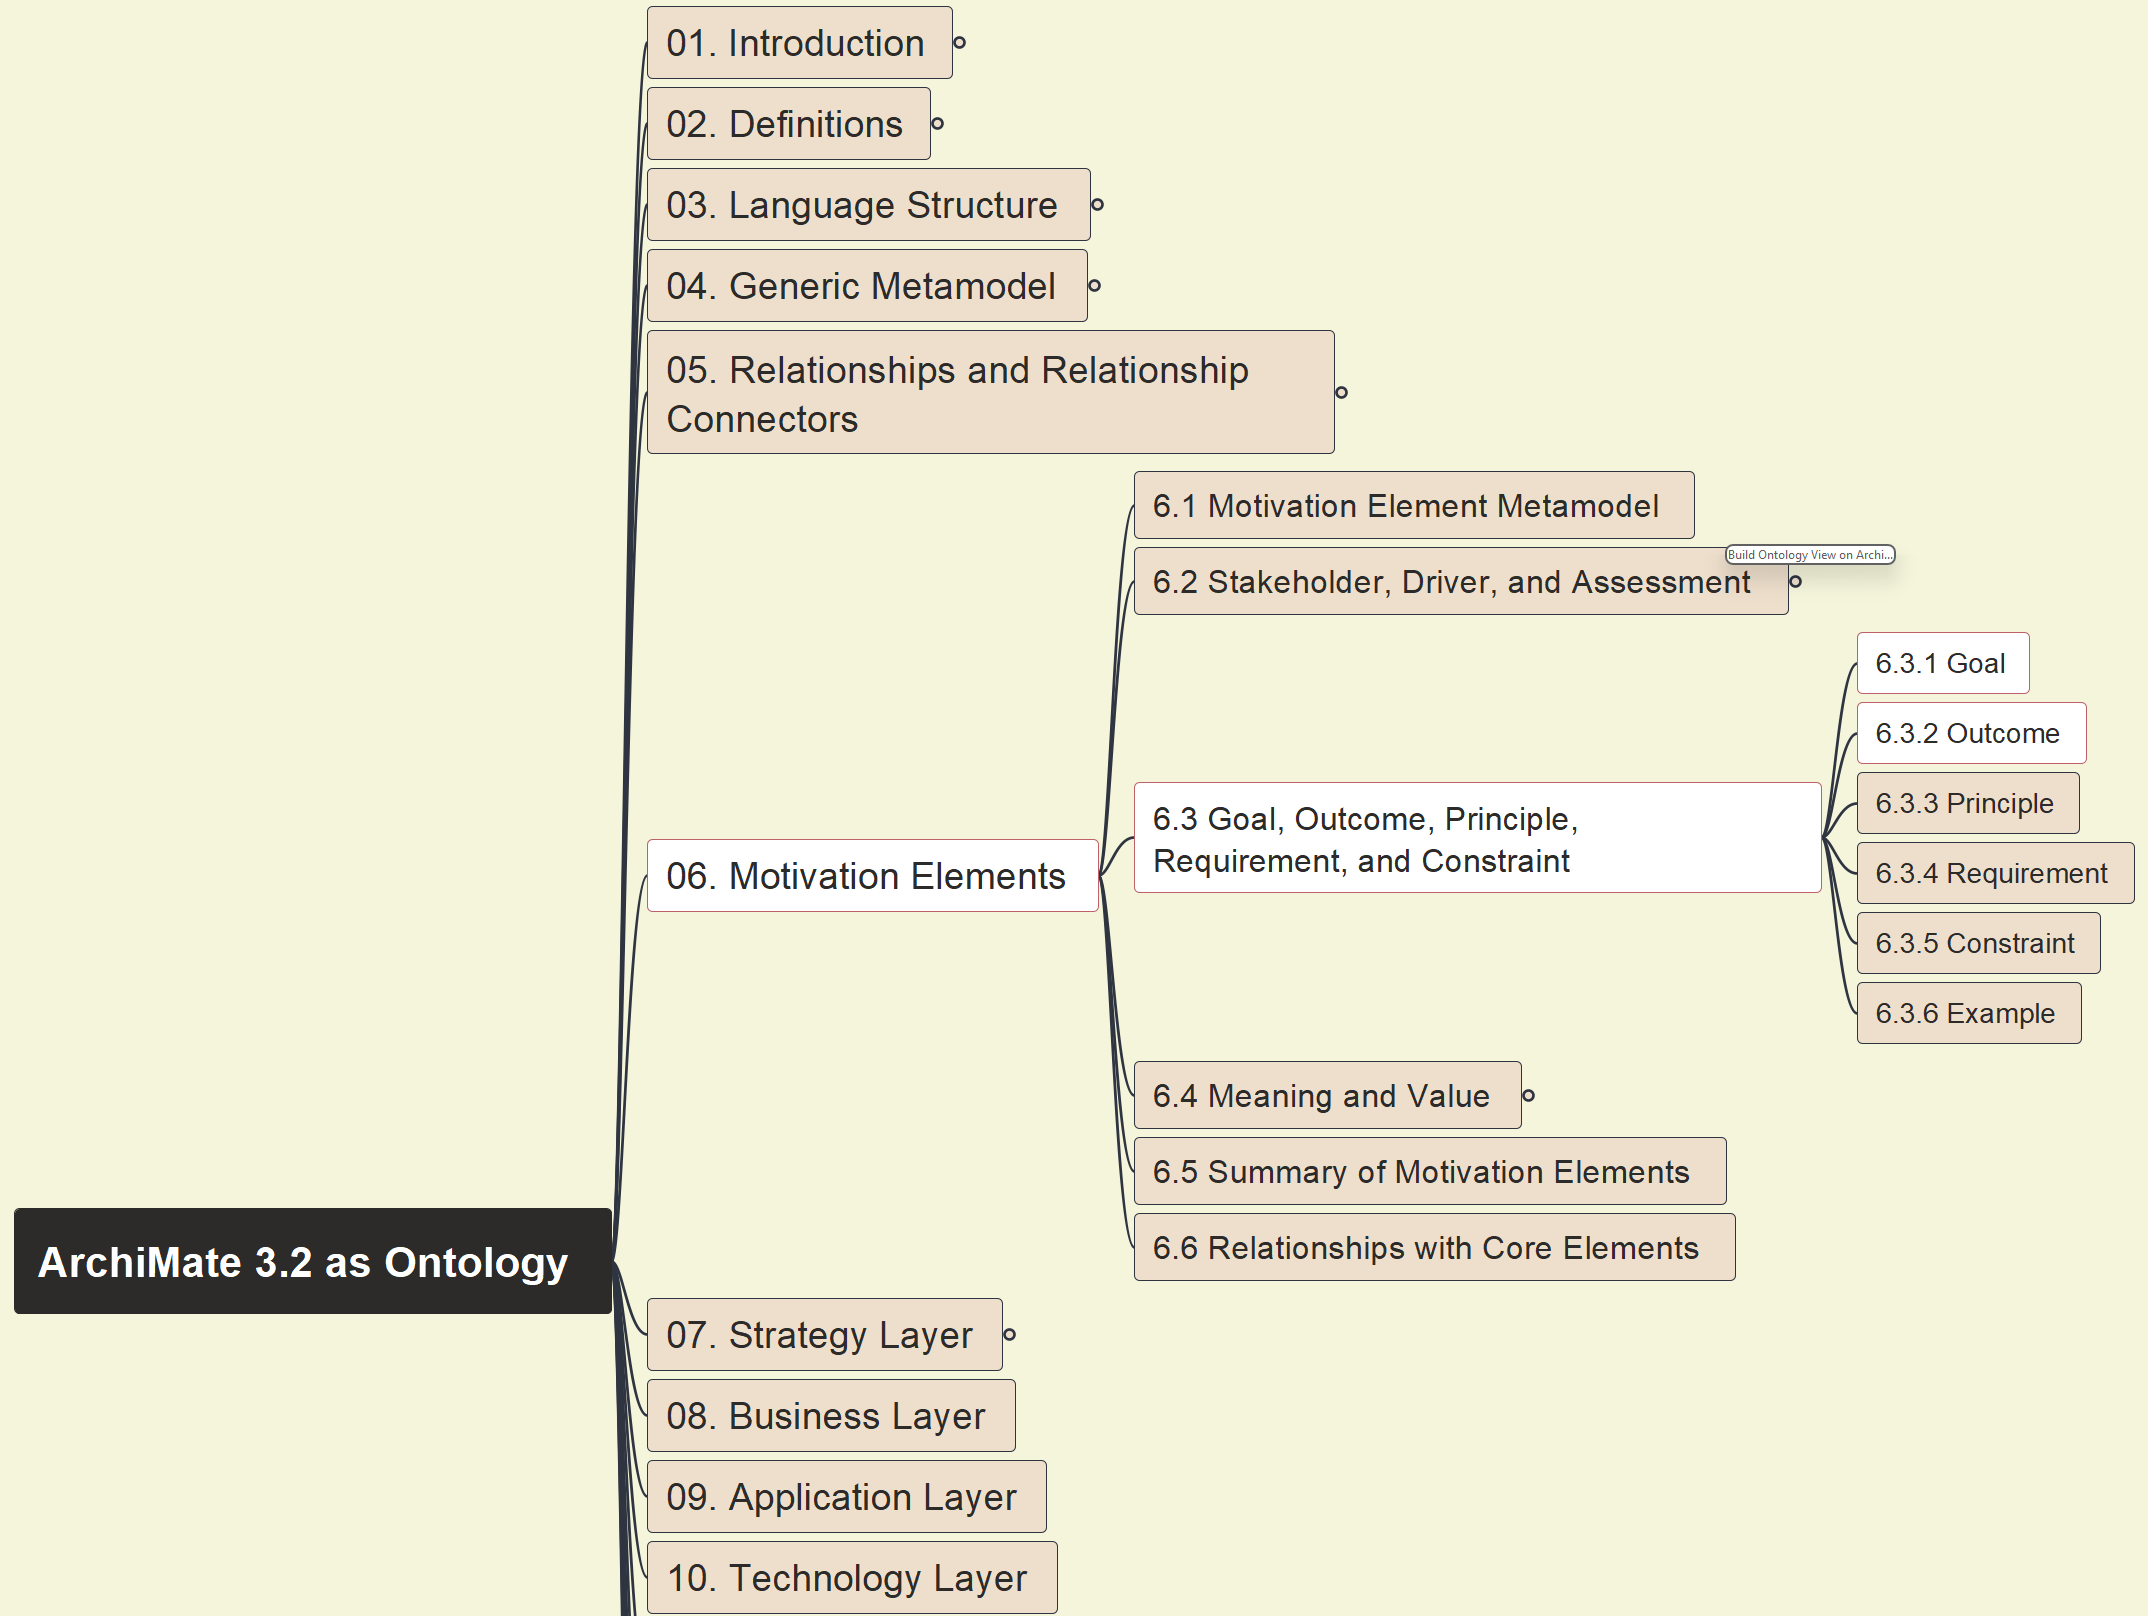 01. Introduction
02. Definitions
03. Language Structure
04. Generic Metamodel
05. Relationships and Relationship
Connectors
6.1 Motivation Element Metamodel
Build Ontology View on Archi...
6.2 Stakeholder, Driver, and Assessment
6.3.1 Goal
6.3.2 Outcome
6.3.3 Principle
6.3 Goal, Outcome, Principle,
Requirement, and Constraint
6.3.4 Requirement
06. Motivation Elements
6.3.5 Constraint
6.3.6 Example
6.4 Meaning and Value
6.5 Summary of Motivation Elements
6.6 Relationships with Core Elements
ArchiMate 3.2 as Ontology
07. Strategy Layer
08. Business Layer
09. Application Layer
10. Technology Layer